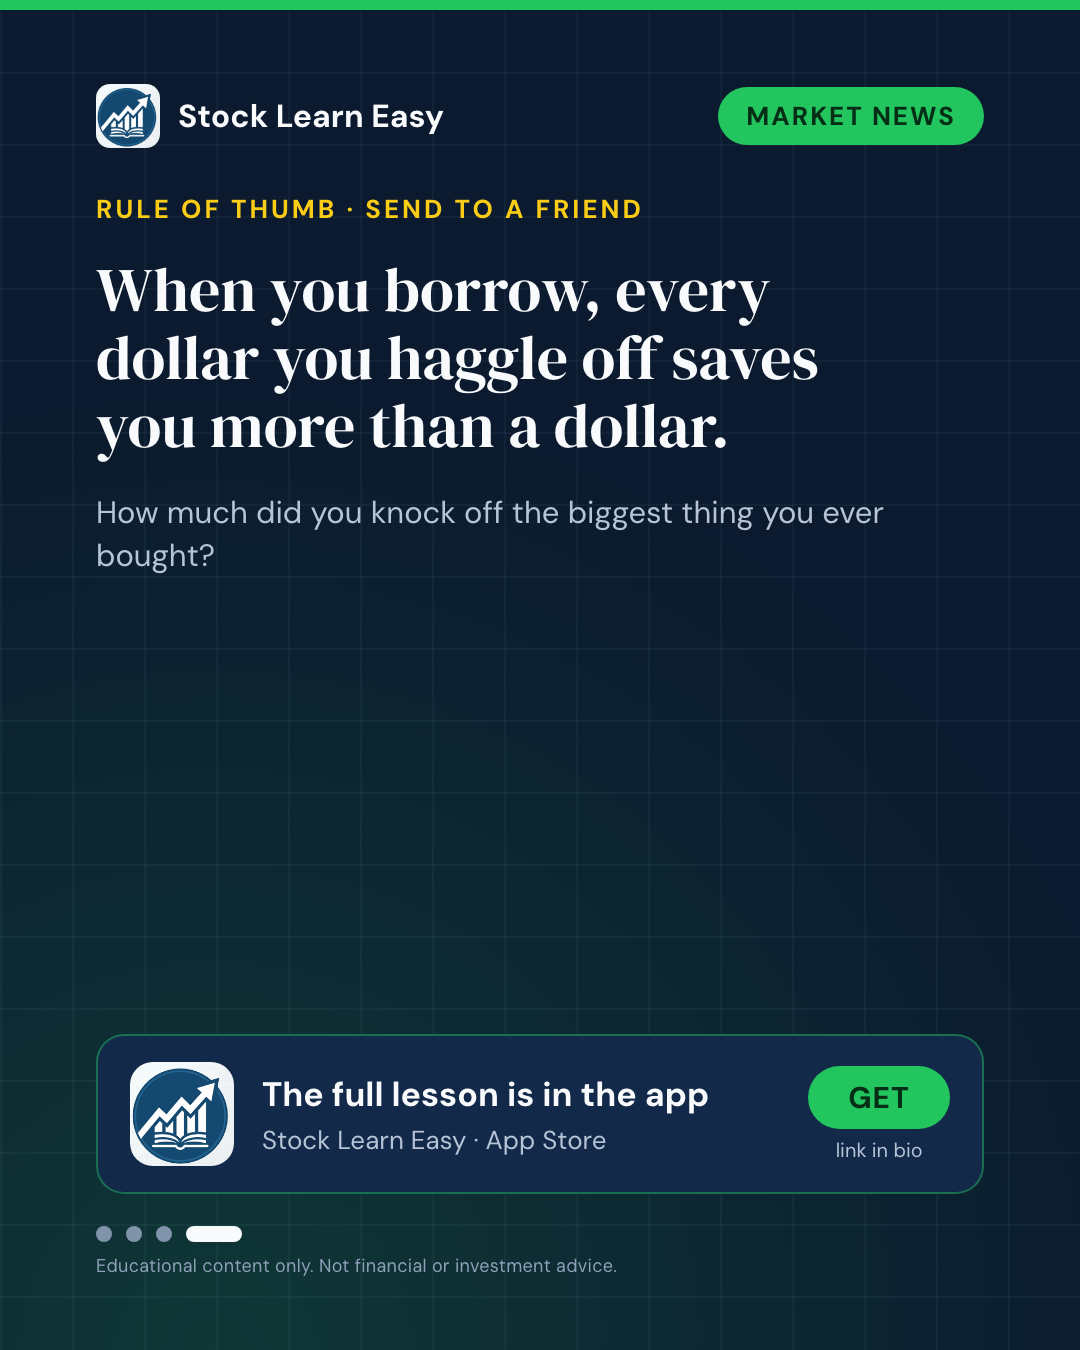 Stock Learn Easy
MARKET NEWS
RULE OF THUMB · SEND TO A FRIEND
When you borrow, every
dollar you haggle off saves
you more than a dollar.
How much did you knock off the biggest thing you ever
bought?
The full lesson is in the app
Stock Learn Easy · App Store
GET
link in bio
Educational content only. Not financial or investment advice.